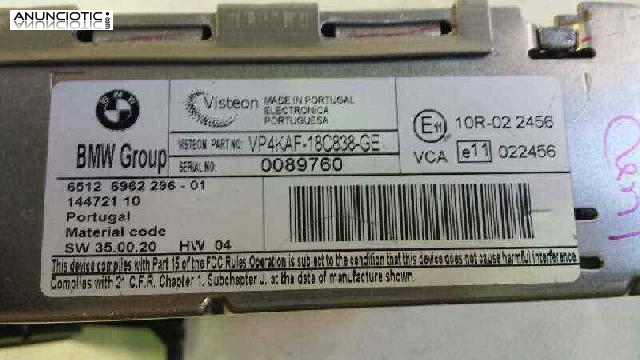 ANUNCIOTIC
.es
BMW
BMW Group
Visteon
MADE IN PORTUGAL
ELECTRONICA
PORTUGUESA
VISTEON PART NO: VP4KAF-18C838-GE
SERIAL NO: 0089760
E11 10R-02 2456
VCA e11 022456
6512 6962 296-01
14472110
Portugal
Material code
SW 35.00.20 HW 04
This device complies with Part 15 of the FCC Rules Operation is subject to the condition that this device does not cause harmful interference
Complies with 21 C.F.R. Chapter 1. Subchapter J. at the date of manufacture shown.